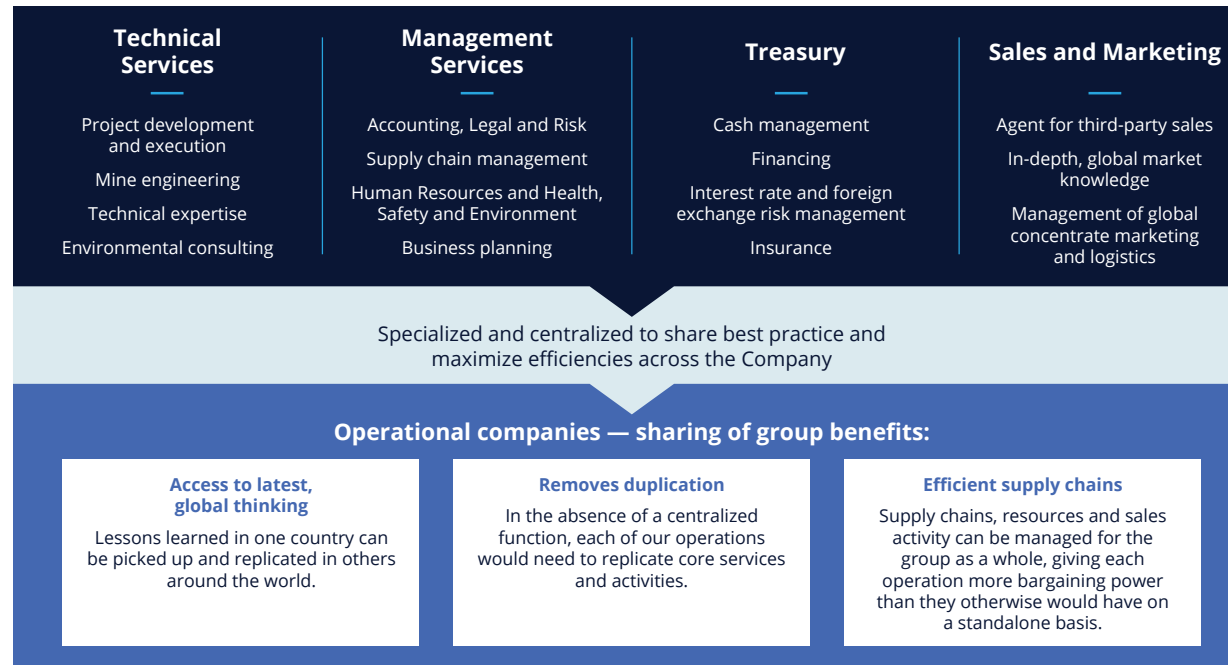 Technical
Services
Project development
and execution
Mine engineering
Technical expertise
Environmental consulting
Management
Services
Accounting, Legal and Risk
Supply chain management
Human Resources and Health,
Safety and Environment
Business planning
Treasury
Cash management
Financing
Interest rate and foreign
exchange risk management
Insurance
Sales and Marketing
Agent for third-party sales
In-depth, global market
knowledge
Management of global
concentrate marketing
and logistics
Specialized and centralized to share best practice and
maximize efficiencies across the Company
Operational companies — sharing of group benefits:
Access to latest,
global thinking
Lessons learned in one country can
be picked up and replicated in others
around the world.
Removes duplication
In the absence of a centralized
function, each of our operations
would need to replicate core services
and activities.
Efficient supply chains
Supply chains, resources and sales
activity can be managed for the
group as a whole, giving each
operation more bargaining power
than they otherwise would have on
a standalone basis.